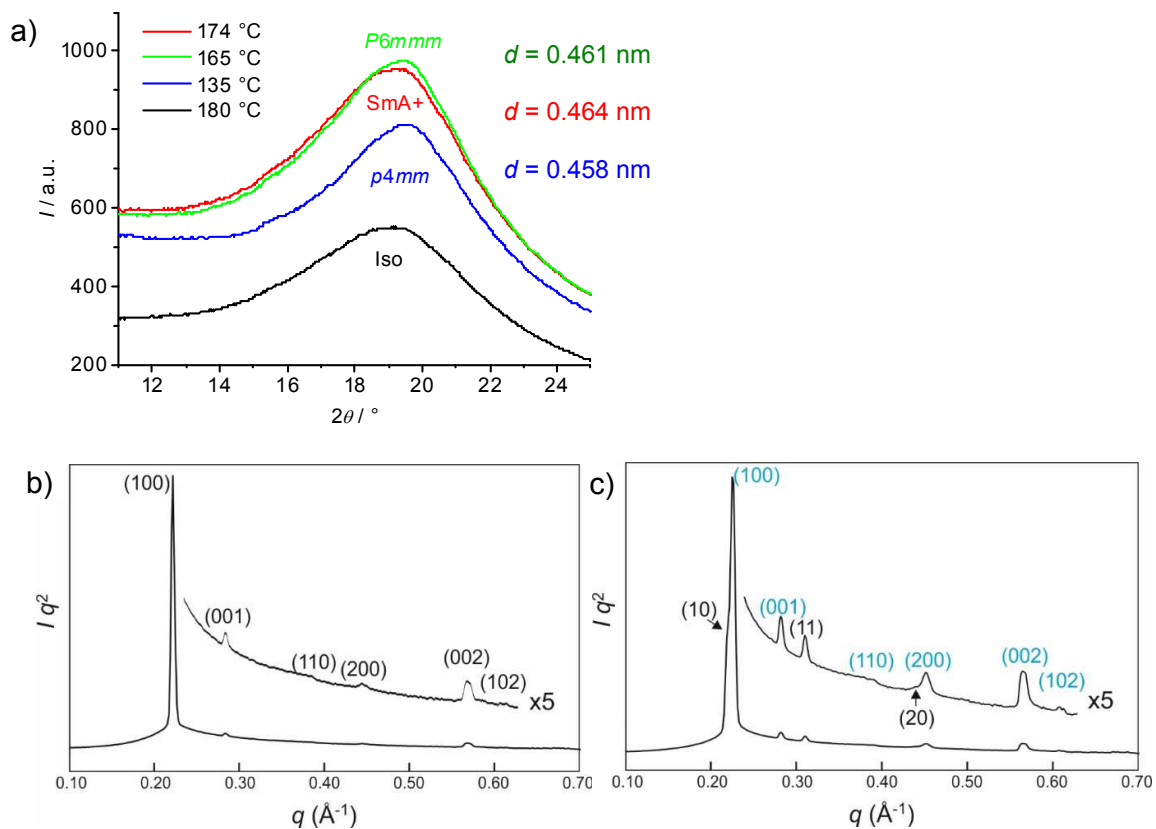 a)
174 °C
165 °C
135 °C
180 °C
P6mmm
SmA+
p4mm
Iso
d = 0.461 nm
d = 0.464 nm
d = 0.458 nm
1000
800
600
400
200
I / a.u.
12 14 16 18 20 22 24
2θ / °
b)
(100)
(001)
(110)
(200)
(002)
(102)
x5
I q²
0.10 0.20 0.30 0.40 0.50 0.60 0.70
q (Å⁻¹)
c)
(100)
(10)
(001)
(11)
(110)
(200)
(20)
(002)
(102)
x5
I q²
0.10 0.20 0.30 0.40 0.50 0.60 0.70
q (Å⁻¹)